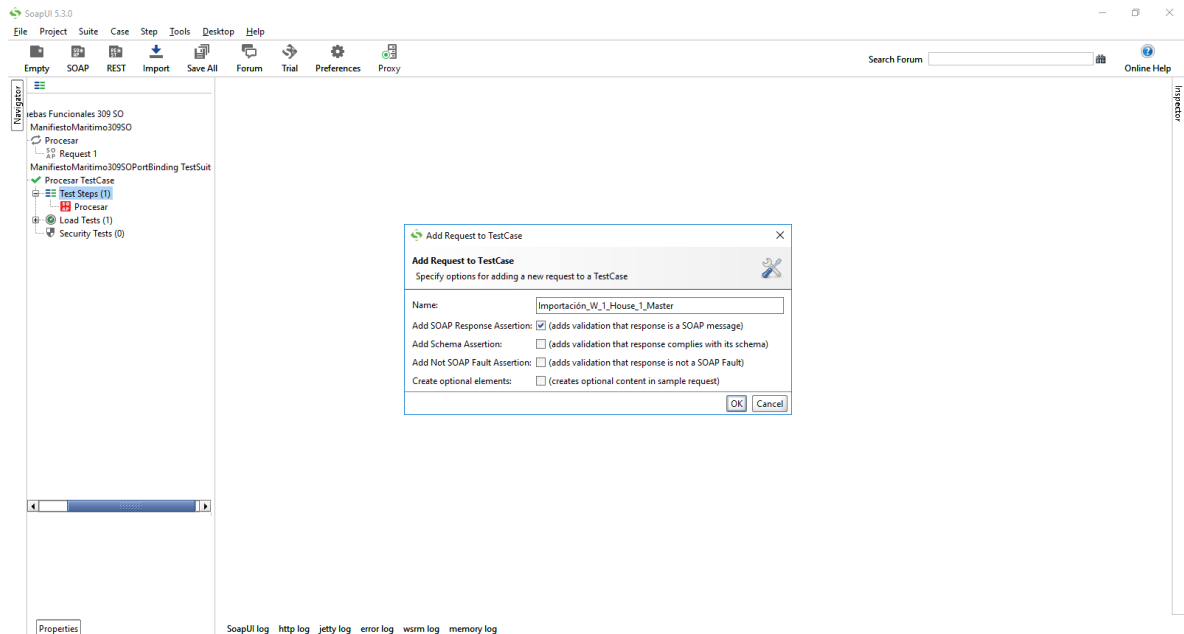 SoapUI 5.3.0
File Project Suite Case Step Tools Desktop Help
Empty SOAP REST Import Save All Forum Trial Preferences Proxy
Search Forum
Online Help
Navigator
Inspector
ebas Funcionales 309 SO
ManifiestoMaritimo309SO
Procesar
Request 1
ManifiestoMaritimo309SOPortBinding TestSuit
Procesar TestCase
Test Steps (1)
Procesar
Load Tests (1)
Security Tests (0)
Add Request to TestCase
Add Request to TestCase
Specify options for adding a new request to a TestCase
Name: Importación_W_1_House_1_Master
Add SOAP Response Assertion: (adds validation that response is a SOAP message)
Add Schema Assertion: (adds validation that response complies with its schema)
Add Not SOAP Fault Assertion: (adds validation that response is not a SOAP Fault)
Create optional elements: (creates optional content in sample request)
OK Cancel
Properties
SoapUI log http log jetty log error log wsrm log memory log